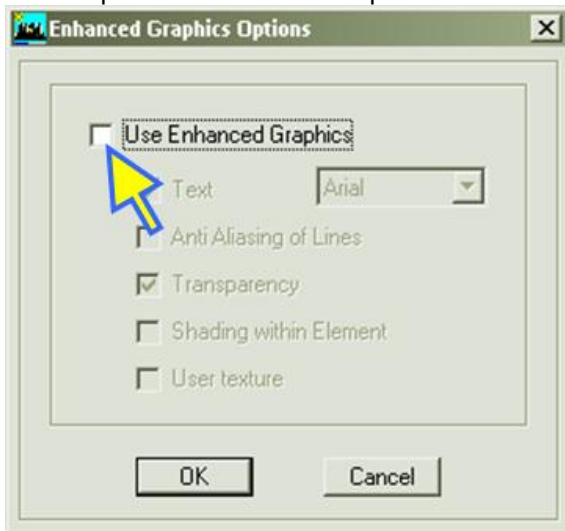 Enhanced Graphics Options
Use Enhanced Graphics
Text Arial
Anti Aliasing of Lines
Transparency
Shading within Element
User texture
OK Cancel